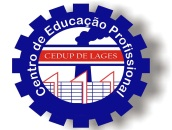 Centro de Educação Profissional
CEDUP DE LAGES